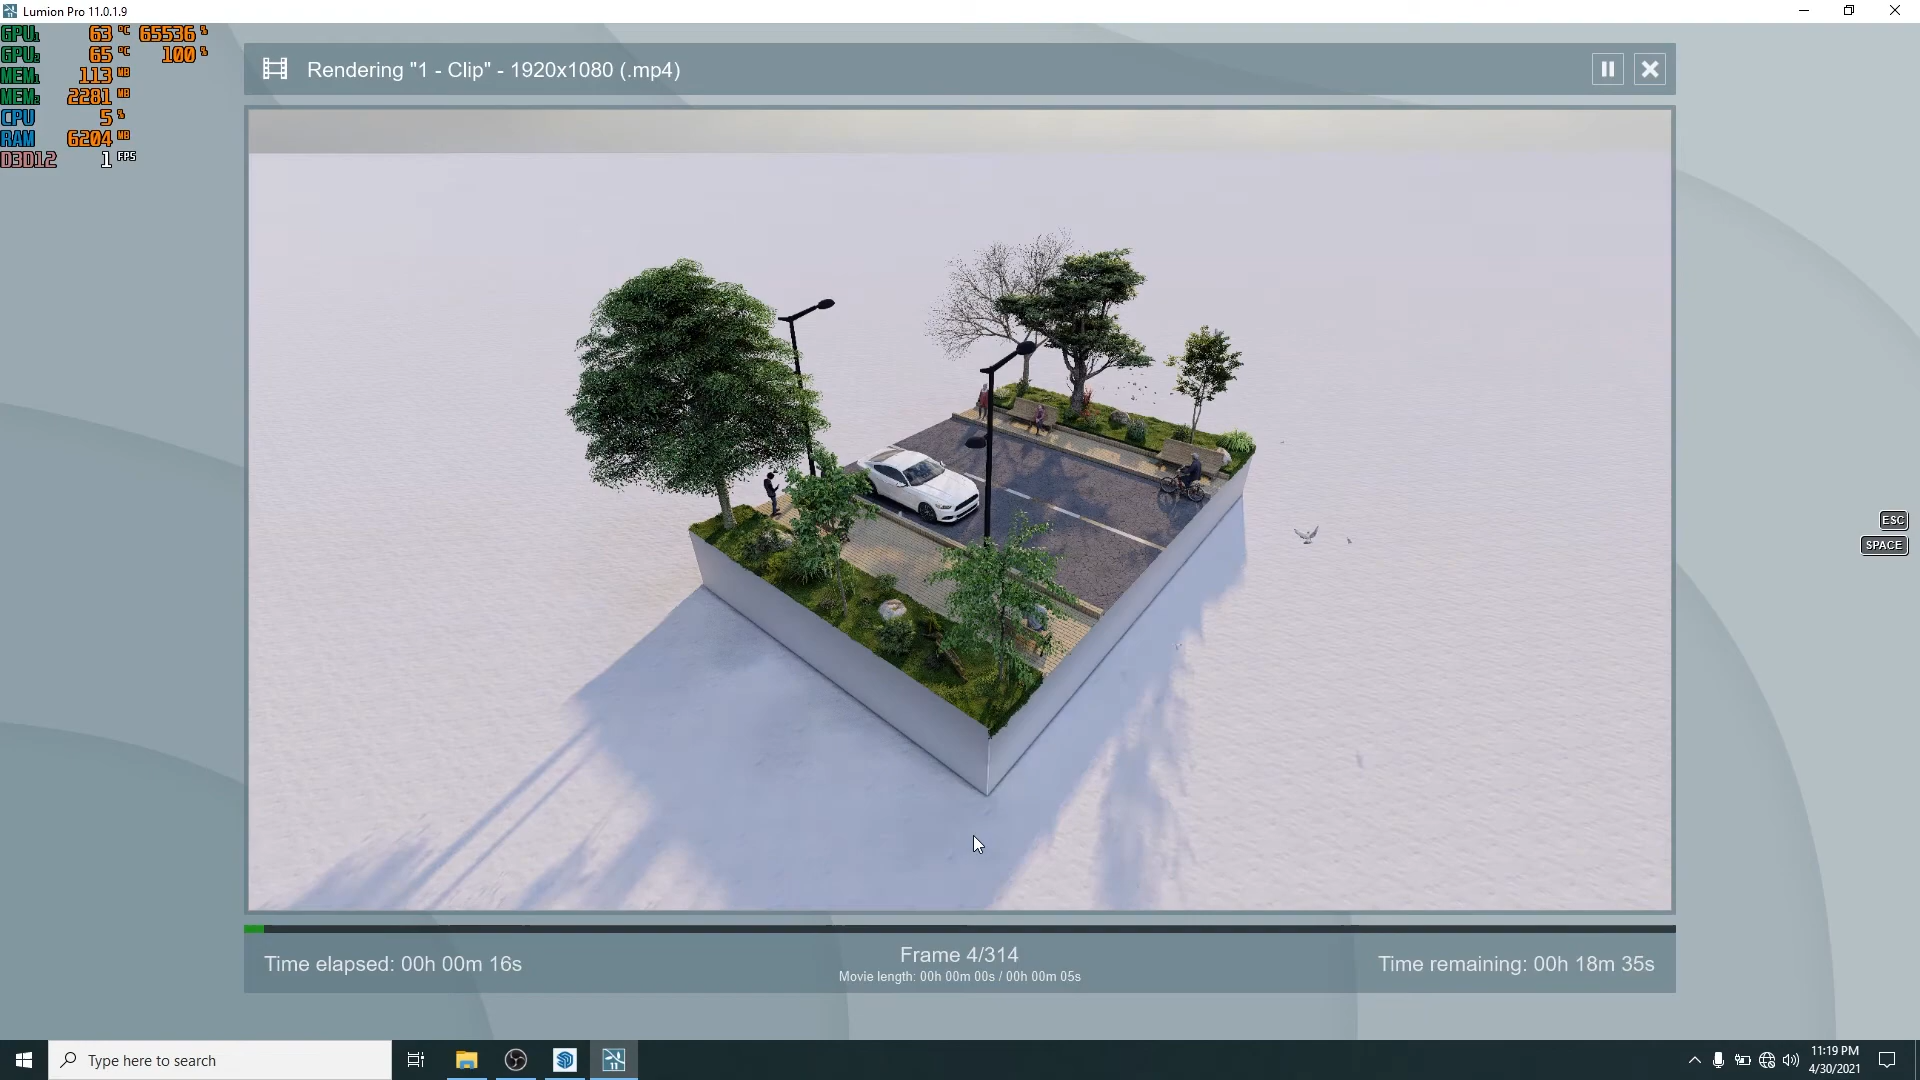 Lumion Pro 11.0.1.9
GPU1 63 °C 65536 %
GPU2 65 °C 100 %
MEM1 113 MB
MEM2 2281 MB
CPU 5 %
RAM 6204 MB
D3D12 1 FPS
Rendering "1 - Clip" - 1920x1080 (.mp4)
ESC
SPACE
Time elapsed: 00h 00m 16s
Frame 4/314
Movie length: 00h 00m 00s / 00h 00m 05s
Time remaining: 00h 18m 35s
Type here to search
11
11:19 PM
4/30/2021